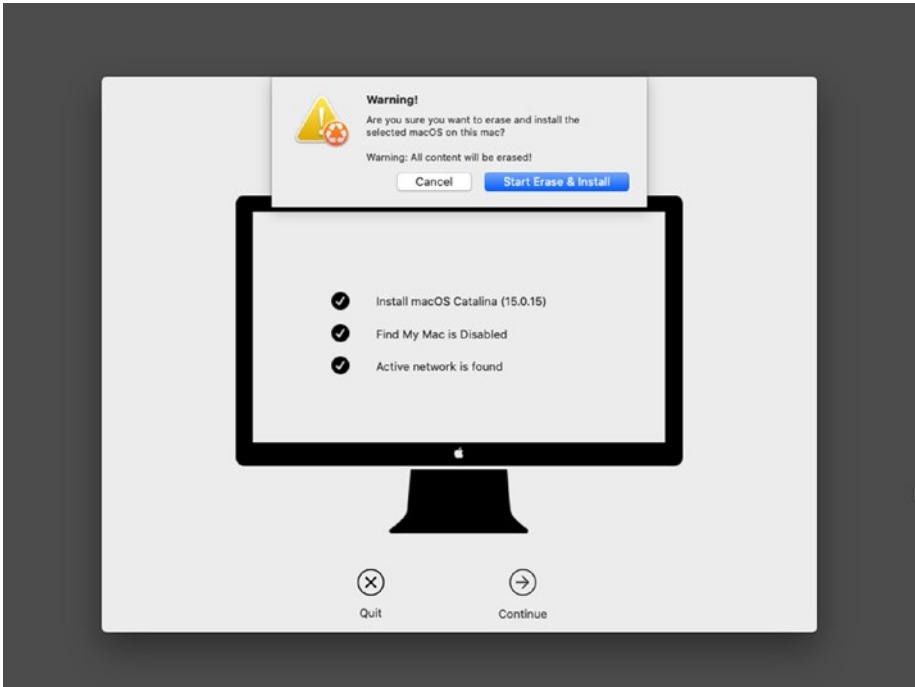 Warning!
Are you sure you want to erase and install the
selected macOS on this mac?
Warning: All content will be erased!
Cancel
Start Erase & Install
Install macOS Catalina (15.0.15)
Find My Mac is Disabled
Active network is found
Quit
Continue